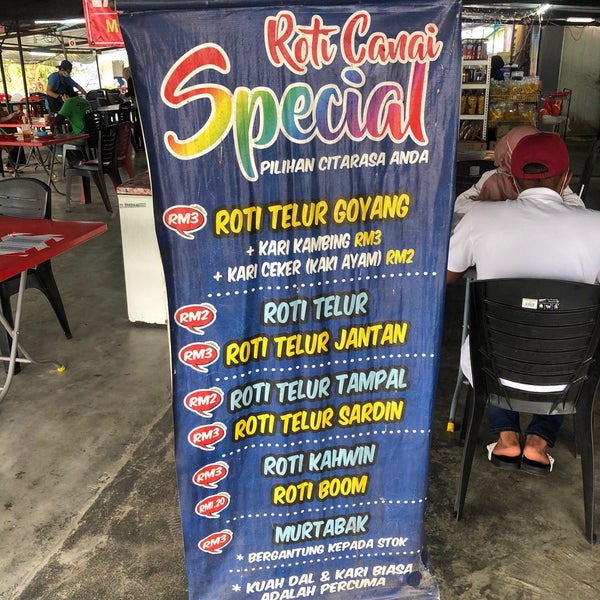 Roti Canai
Special
PILIHAN CITARASA ANDA
RM3 ROTI TELUR GOYANG
+ KARI KAMBING RM3
+ KARI CEKER (KAKI AYAM) RM2
RM2 ROTI TELUR
RM3 ROTI TELUR JANTAN
RM2 ROTI TELUR TAMPAL
RM3 ROTI TELUR SARDIN
RM3 ROTI KAHWIN
RM1.20 ROTI BOOM
RM3 MURTABAK
* BERGANTUNG KEPADA STOK
* KUAH DAL & KARI BIASA
ADALAH PERCUMA